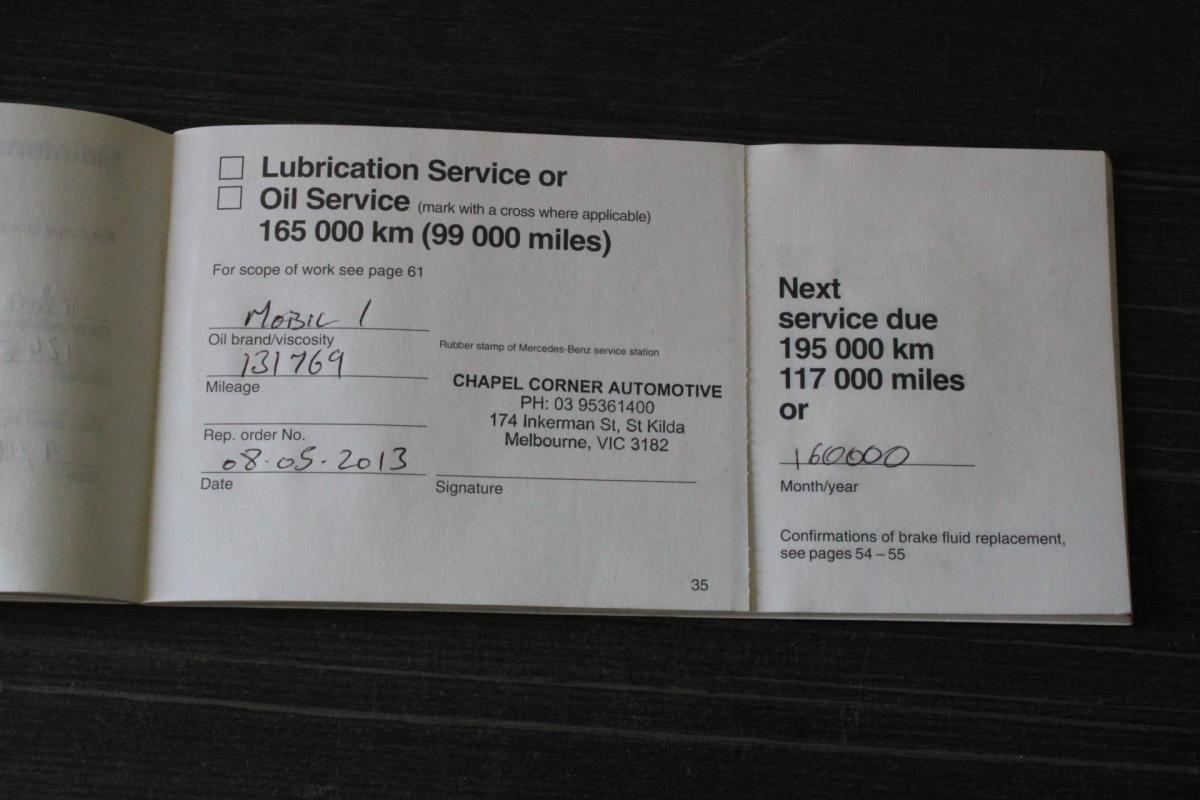 Lubrication Service or
Oil Service (mark with a cross where applicable)
165 000 km (99 000 miles)
For scope of work see page 61
MOBIL 1
Oil brand/viscosity
131769
Mileage
Rep. order No.
08.05.2013
Date
Rubber stamp of Mercedes-Benz service station
CHAPEL CORNER AUTOMOTIVE
PH: 03 95361400
174 Inkerman St, St Kilda
Melbourne, VIC 3182
Signature
35
Next
service due
195 000 km
117 000 miles
or
160000
Month/year
Confirmations of brake fluid replacement,
see pages 54 – 55